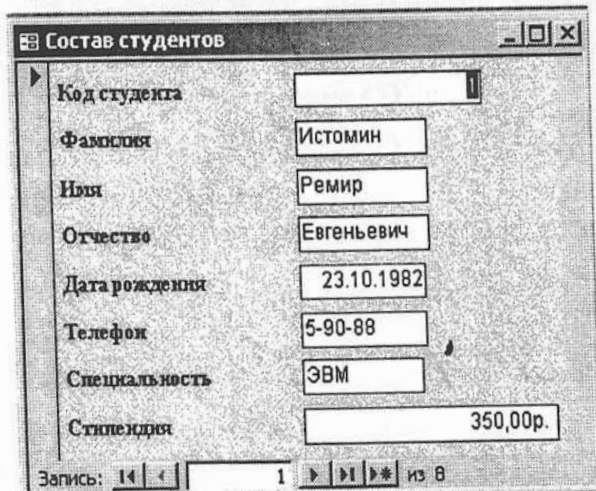 Состав студентов
Код студента 1
Фамилия Истомин
Имя Ремир
Отчество Евгеньевич
Дата рождения 23.10.1982
Телефон 5-90-88
Специальность ЭВМ
Стипендия 350,00р.
Запись: 1 из 8